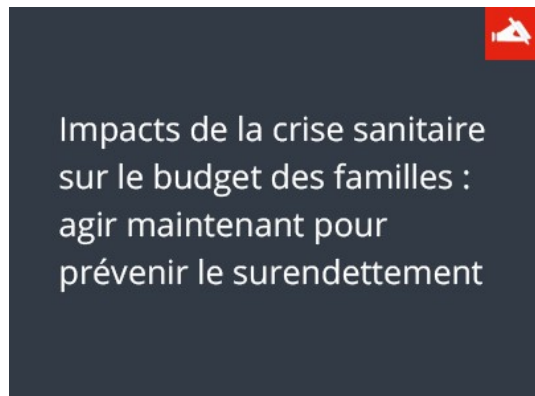 Impacts de la crise sanitaire
sur le budget des familles :
agir maintenant pour
prévenir le surendettement